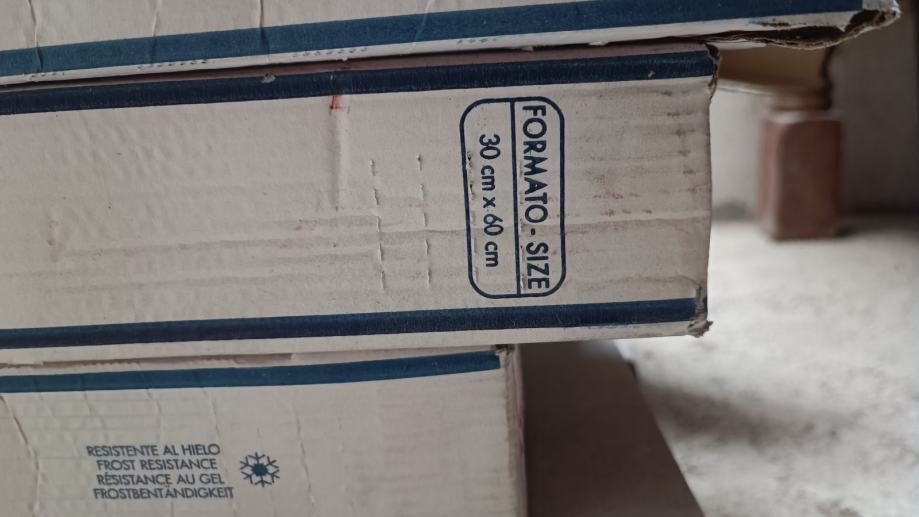 FORMATO - SIZE
30 cm x 60 cm
RESISTENTE AL HIELO
FROST RESISTANCE
RÉSISTANCE AU GEL
FROSTBENTÄNDIGKEIT